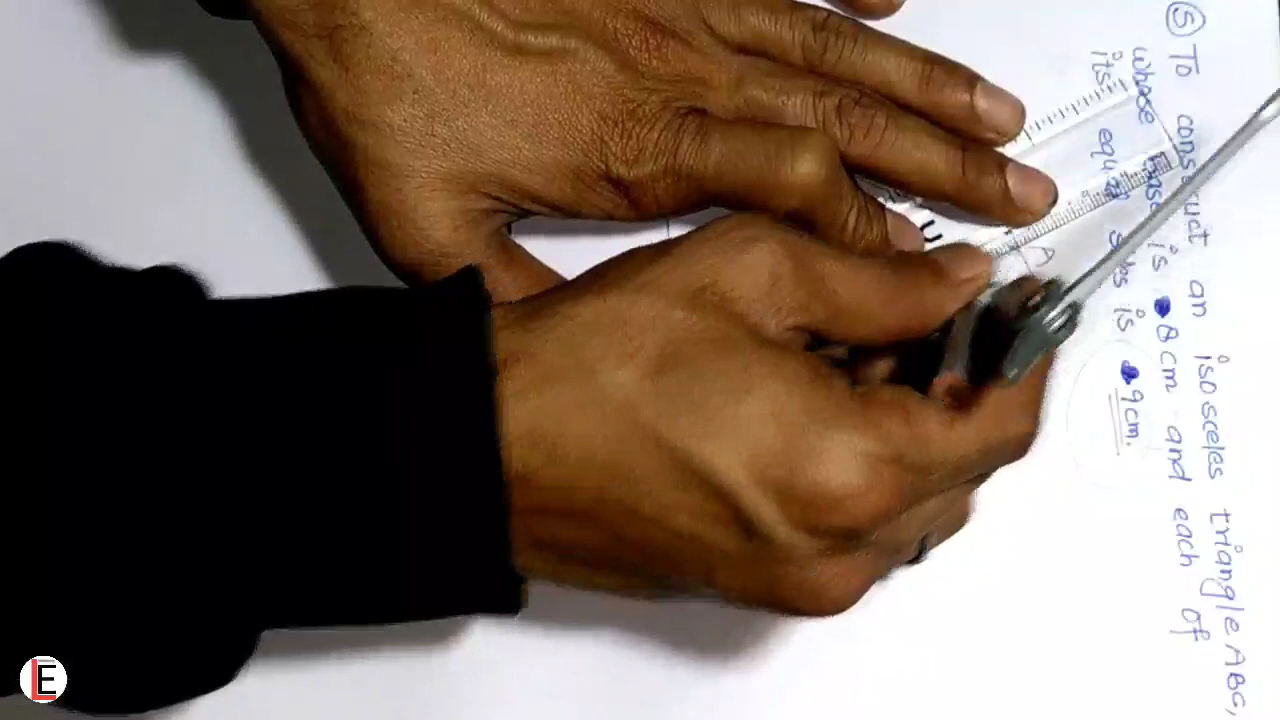 ⑤ To construct an isosceles triangle ABC,
whose base is 8cm and each of
its equal sides is 9cm.
A
LE